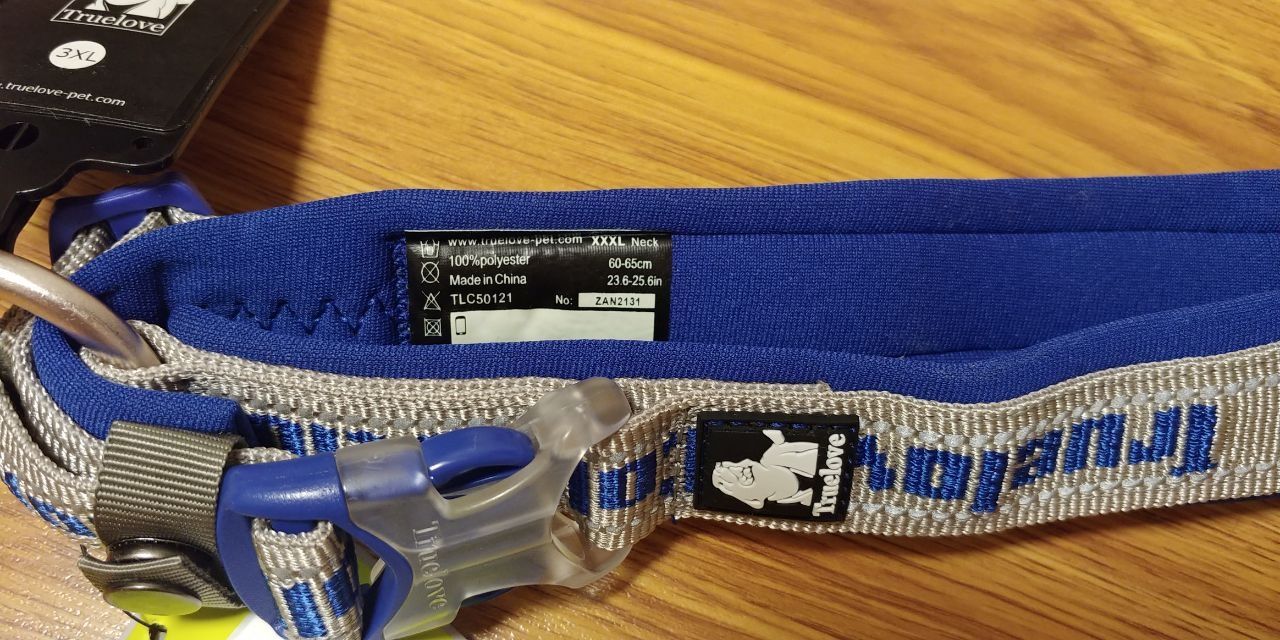 Truelove
3XL
.truelove-pet.com
www.truelove-pet.com XXXL Neck
100%polyester 60-65cm
Made in China 23.6-25.6in
TLC50121 No: ZAN2131
Truelove
Truelove
Truelove